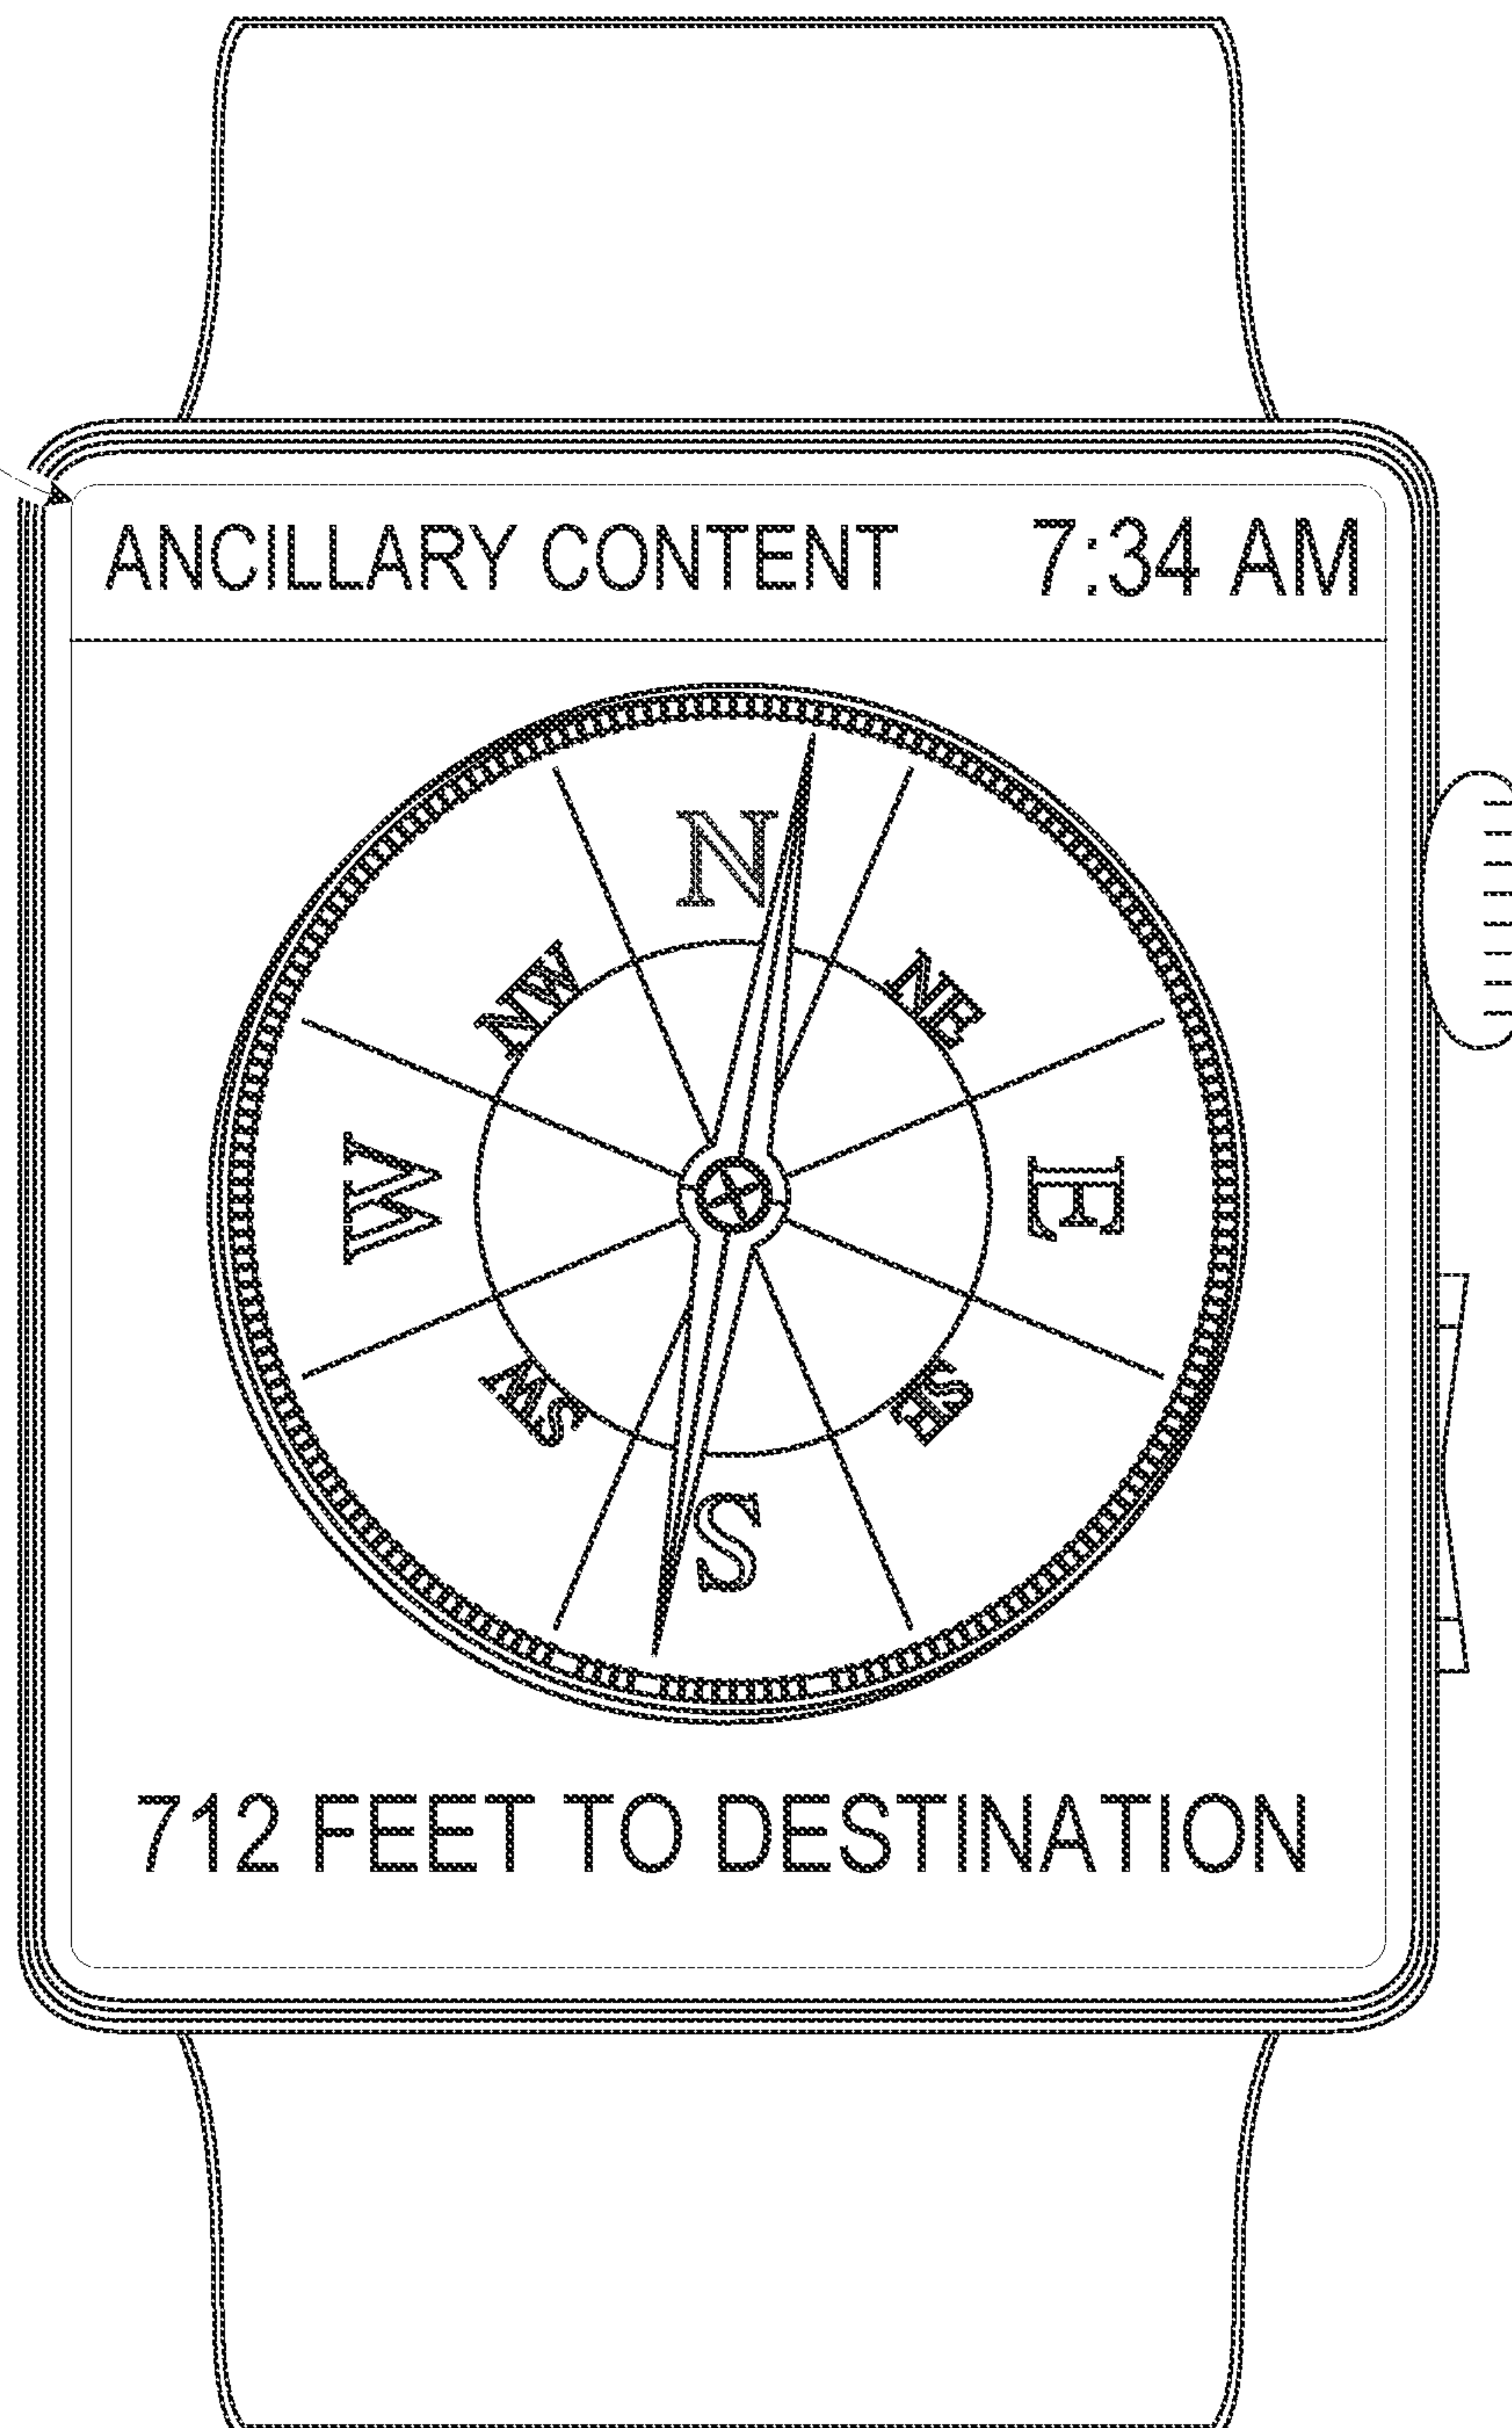 ANCILLARY CONTENT 7:34 AM
N
NW NE
W E
SW SE
S
712 FEET TO DESTINATION